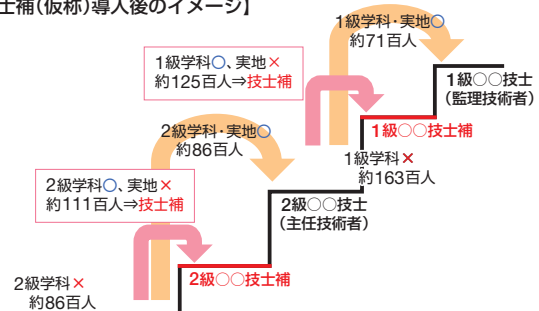 士補(仮称)導入後のイメージ】
1級学科・実地○
約71百人
1級学科○、実地×
約125百人⇒技士補
1級○○技士
(監理技術者)
1級○○技士補
1級学科×
約163百人
2級学科・実地○
約86百人
2級学科○、実地×
約111百人⇒技士補
2級○○技士
(主任技術者)
2級○○技士補
2級学科×
約86百人